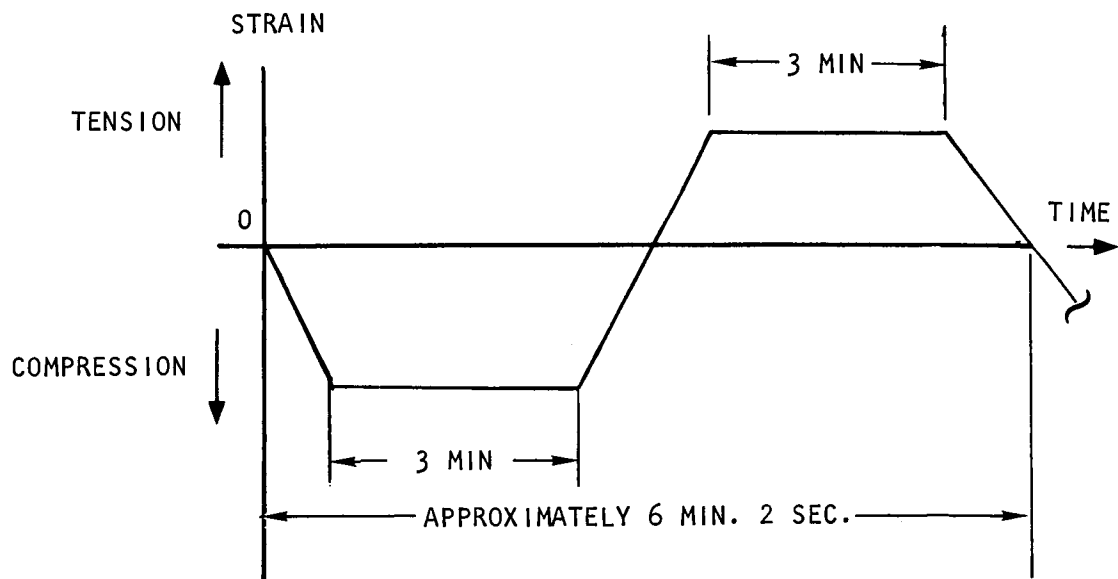 STRAIN
3 MIN
TENSION
0
TIME
COMPRESSION
3 MIN
APPROXIMATELY 6 MIN. 2 SEC.